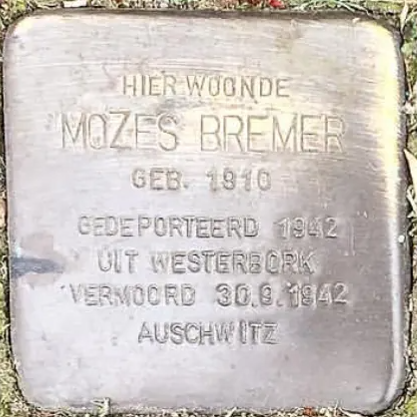 HIER WOONDE
MOZES BREMER
GEB. 1910
GEDEPORTEERD 1942
UIT WESTERBORK
VERMOORD 30.9.1942
AUSCHWITZ